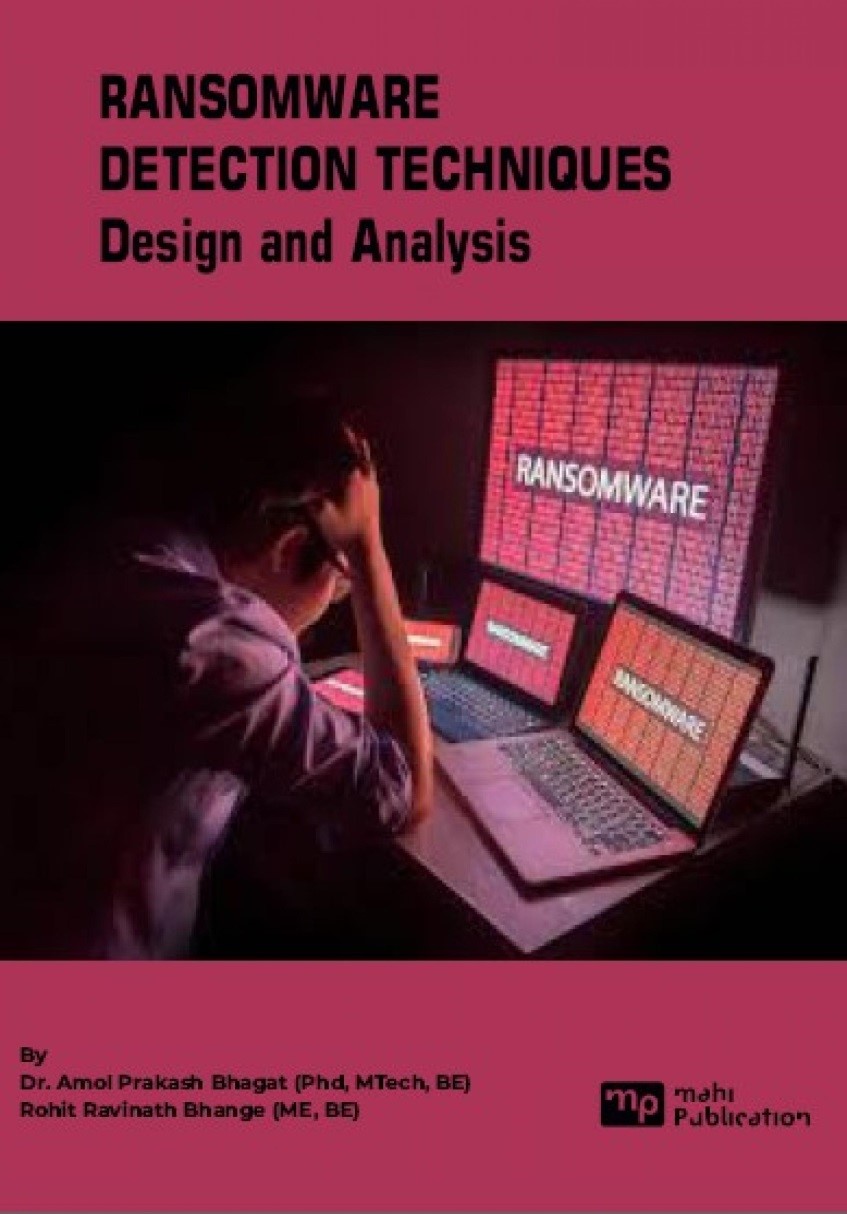 RANSOMWARE
DETECTION TECHNIQUES
Design and Analysis
RANSOMWARE
RANSOMWARE
RANSOMWARE
By
Dr. Amol Prakash Bhagat (Phd, MTech, BE)
Rohit Ravinath Bhange (ME, BE)
mp
mahi
Publication